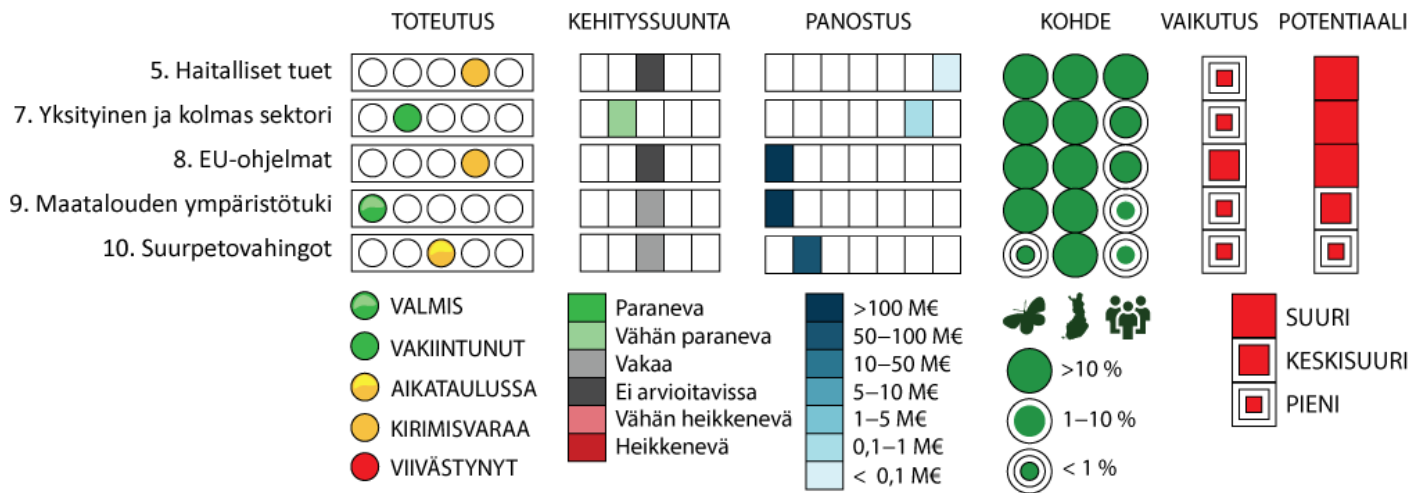 TOTEUTUS KEHITYSSUUNTA PANOSTUS KOHDE VAIKUTUS POTENTIAALI
5. Haitalliset tuet
7. Yksityinen ja kolmas sektori
8. EU-ohjelmat
9. Maatalouden ympäristötuki
10. Suurpetovahingot
VALMIS
VAKIINTUNUT
AIKATAULUSSA
KIRIMISVARAA
VIIVÄSTYNYT
Paraneva
Vähän paraneva
Vakaa
Ei arvioitavissa
Vähän heikkenevä
Heikkenevä
>100 M€
50–100 M€
10–50 M€
5–10 M€
1–5 M€
0,1–1 M€
< 0,1 M€
>10 %
1–10 %
< 1 %
SUURI
KESKISUURI
PIENI